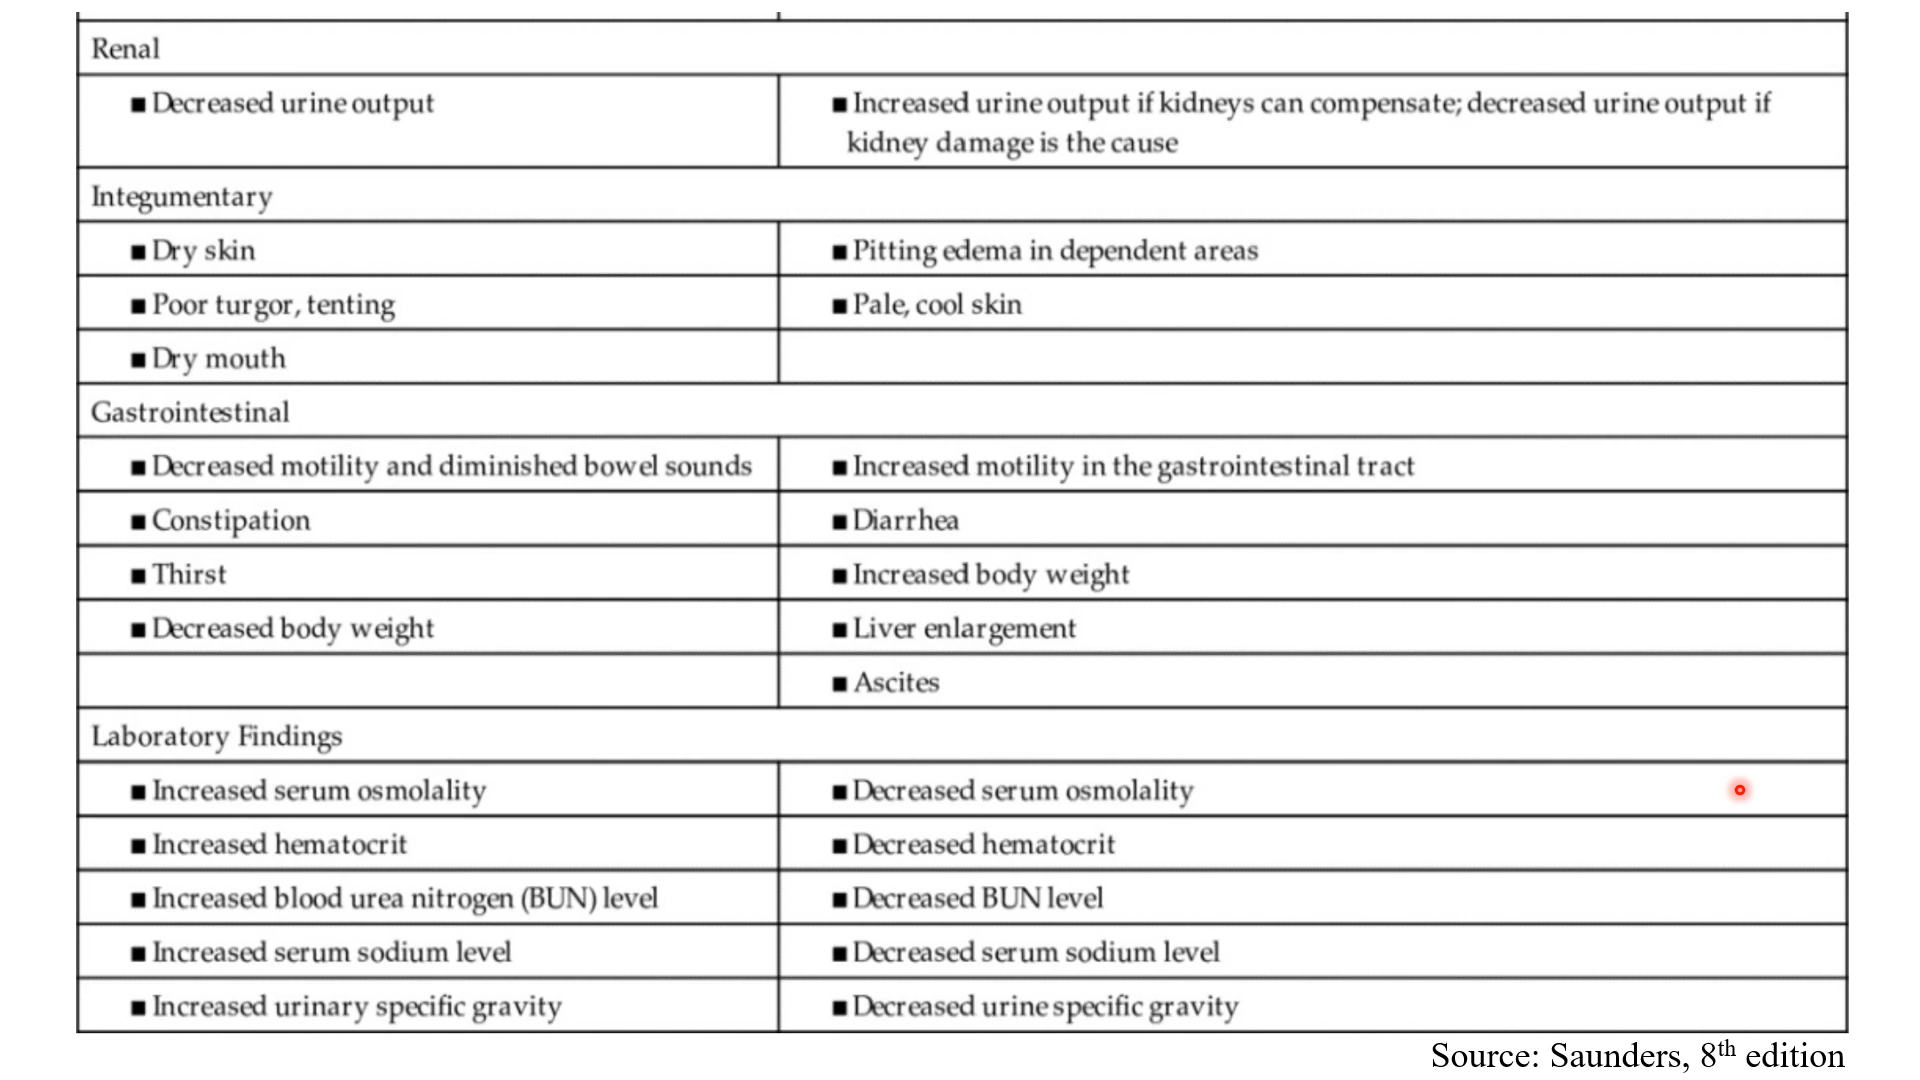 Renal
■ Decreased urine output
■ Increased urine output if kidneys can compensate; decreased urine output if
kidney damage is the cause
Integumentary
■ Dry skin
■ Pitting edema in dependent areas
■ Poor turgor, tenting
■ Pale, cool skin
■ Dry mouth
Gastrointestinal
■ Decreased motility and diminished bowel sounds
■ Increased motility in the gastrointestinal tract
■ Constipation
■ Diarrhea
■ Thirst
■ Increased body weight
■ Decreased body weight
■ Liver enlargement
■ Ascites
Laboratory Findings
■ Increased serum osmolality
■ Decreased serum osmolality
■ Increased hematocrit
■ Decreased hematocrit
■ Increased blood urea nitrogen (BUN) level
■ Decreased BUN level
■ Increased serum sodium level
■ Decreased serum sodium level
■ Increased urinary specific gravity
■ Decreased urine specific gravity
Source: Saunders, 8th edition